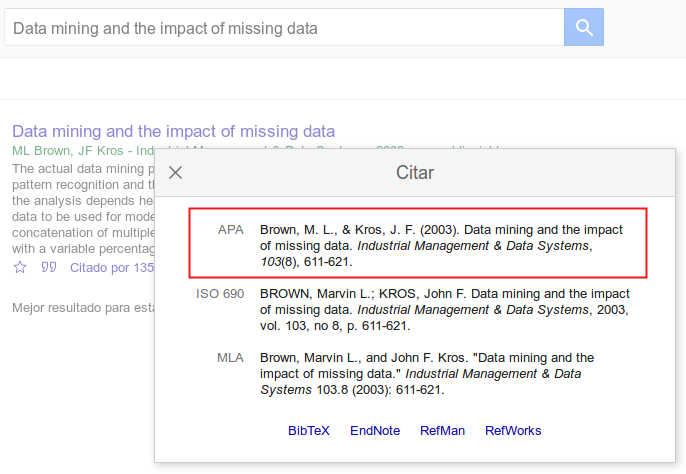 Data mining and the impact of missing data
Data mining and the impact of missing data
ML Brown, JF Kros -
The actual data mining
pattern recognition and
the analysis depends
data to be used for
concatenation of multiple
with a variable
Citado por 135
Mejor resultado para
Citar
APA
Brown, M. L., & Kros, J. F. (2003). Data mining and the impact
of missing data. Industrial Management & Data Systems,
103(8), 611-621.
ISO 690
BROWN, Marvin L.; KROS, John F. Data mining and the impact
of missing data. Industrial Management & Data Systems, 2003,
vol. 103, no 8, p. 611-621.
MLA
Brown, Marvin L., and John F. Kros. "Data mining and the
impact of missing data." Industrial Management & Data
Systems 103.8 (2003): 611-621.
BibTeX EndNote RefMan RefWorks